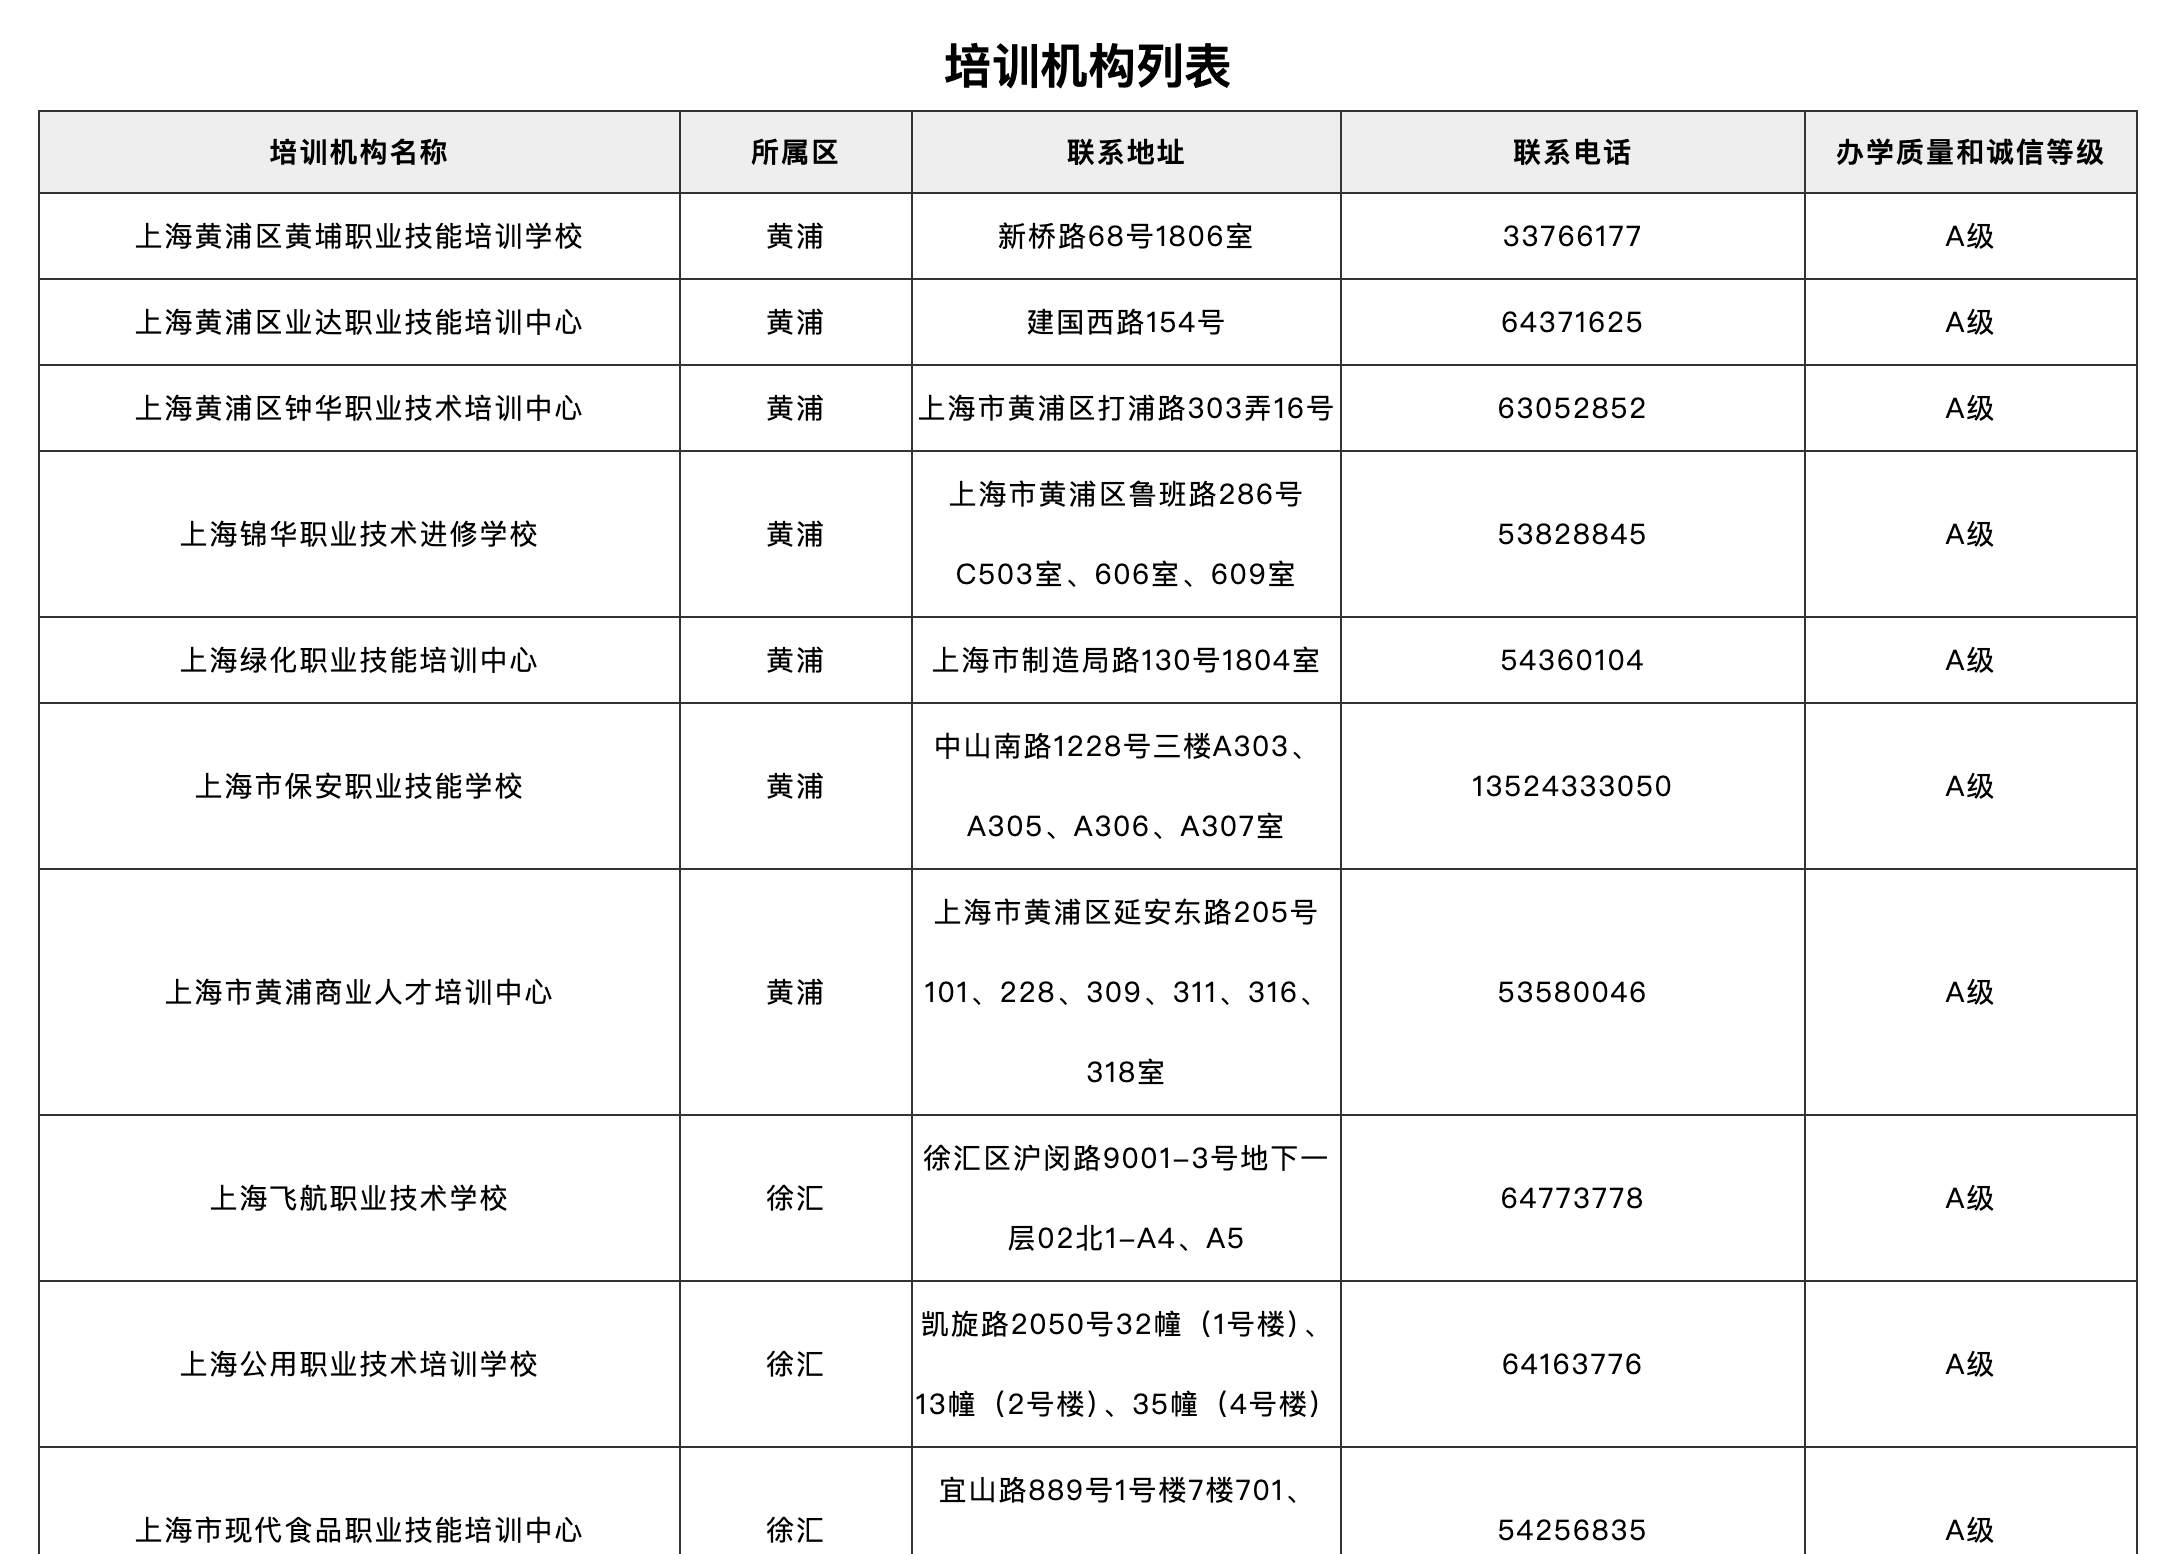 培训机构列表
培训机构名称 所属区 联系地址 联系电话 办学质量和诚信等级
上海黄浦区黄埔职业技能培训学校 黄浦 新桥路68号1806室 33766177 A级
上海黄浦区业达职业技能培训中心 黄浦 建国西路154号 64371625 A级
上海黄浦区钟华职业技术培训中心 黄浦 上海市黄浦区打浦路303弄16号 63052852 A级
上海市黄浦区鲁班路286号
上海锦华职业技术进修学校 黄浦 53828845 A级
C503室、606室、609室
上海绿化职业技能培训中心 黄浦 上海市制造局路130号1804室 54360104 A级
中山南路1228号三楼A303、
上海市保安职业技能学校 黄浦 13524333050 A级
A305、A306、A307室
上海市黄浦区延安东路205号
上海市黄浦商业人才培训中心 黄浦 101、228、309、311、316、 53580046 A级
318室
徐汇区沪闵路9001-3号地下一
上海飞航职业技术学校 徐汇 64773778 A级
层02北1-A4、A5
凯旋路2050号32幢（1号楼）、
上海公用职业技术培训学校 徐汇 64163776 A级
13幢（2号楼）、35幢（4号楼）
宜山路889号1号楼7楼701、
上海市现代食品职业技能培训中心 徐汇 54256835 A级